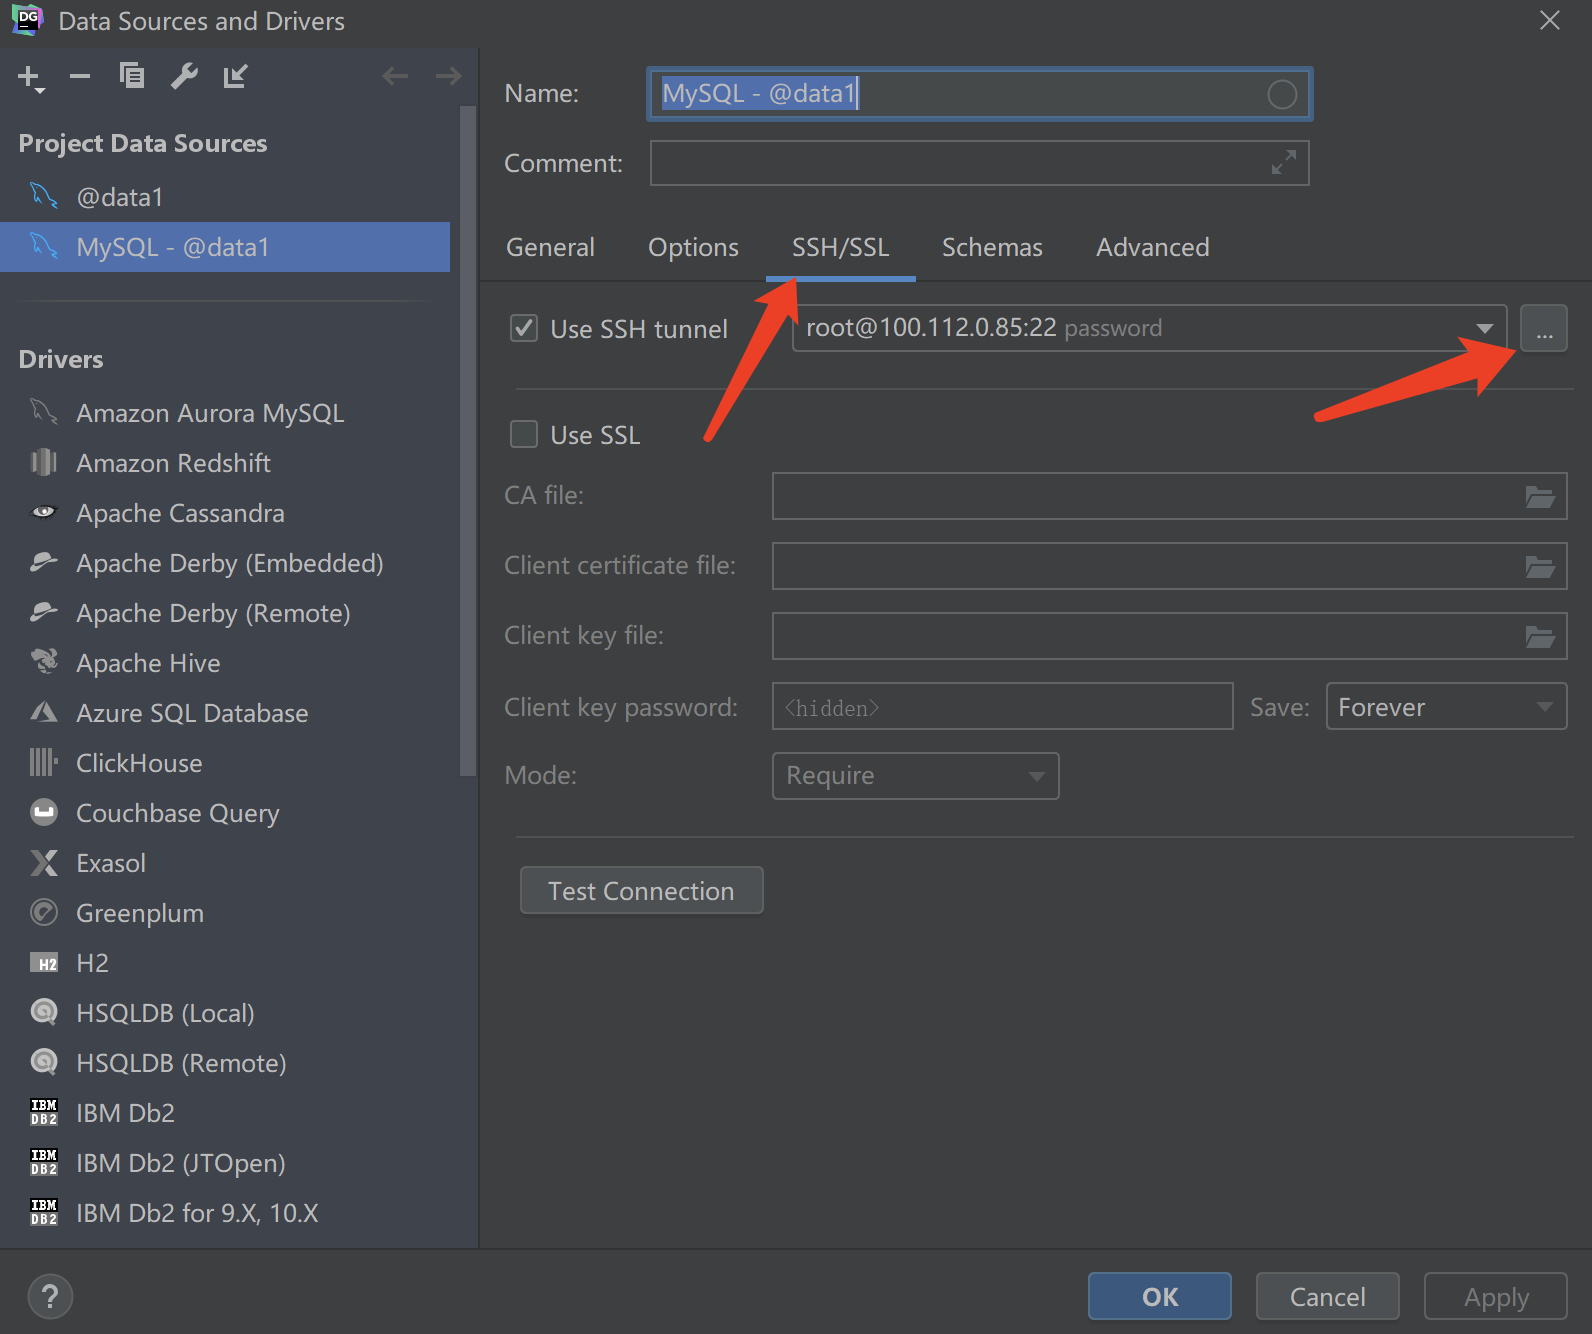 DG
Data Sources and Drivers
Project Data Sources
@data1
MySQL - @data1
Drivers
Amazon Aurora MySQL
Amazon Redshift
Apache Cassandra
Apache Derby (Embedded)
Apache Derby (Remote)
Apache Hive
Azure SQL Database
ClickHouse
Couchbase Query
Exasol
Greenplum
H2 H2
HSQLDB (Local)
HSQLDB (Remote)
IBM DB2 IBM Db2
IBM DB2 IBM Db2 (JTOpen)
IBM DB2 IBM Db2 for 9.X, 10.X
Name: MySQL - @data1
Comment:
General Options SSH/SSL Schemas Advanced
Use SSH tunnel root@100.112.0.85:22 password ...
Use SSL
CA file:
Client certificate file:
Client key file:
Client key password: <hidden> Save: Forever
Mode: Require
Test Connection
? OK Cancel Apply